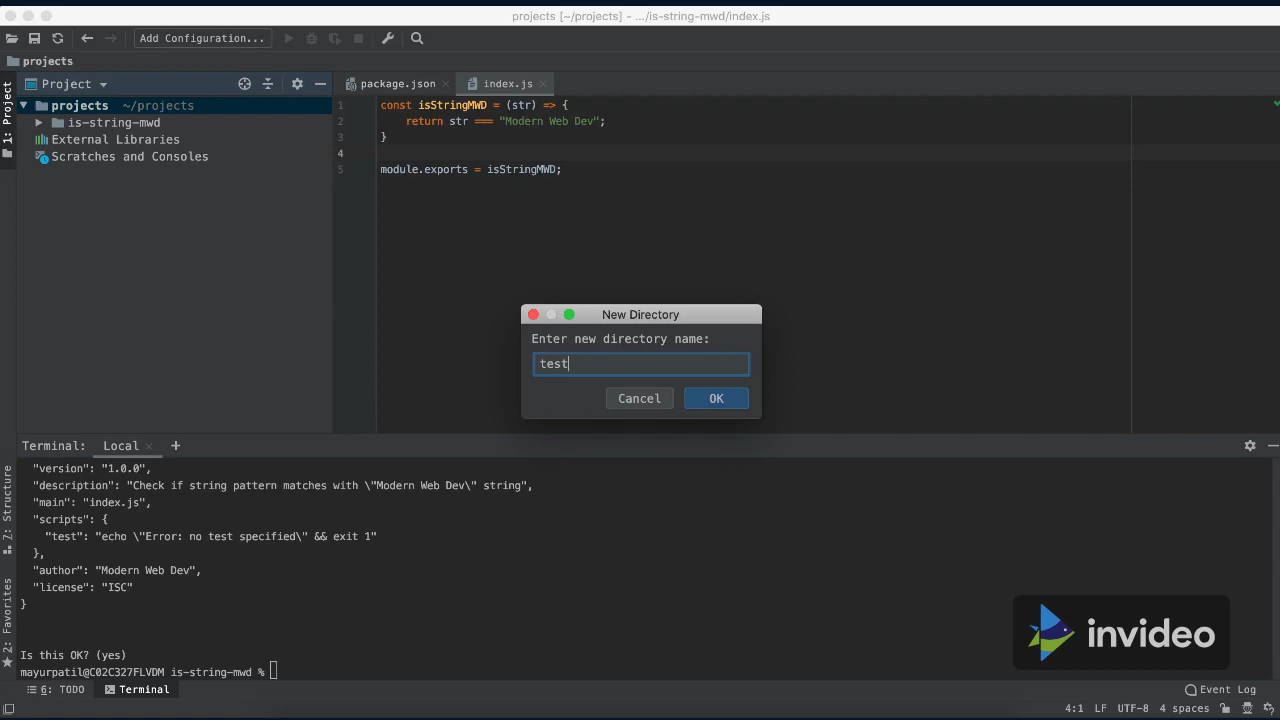 projects [~/projects] – .../is-string-mwd/index.js
Add Configuration...
projects
Project
package.json
index.js
1: Project
projects ~/projects
is-string-mwd
External Libraries
Scratches and Consoles
1 const isStringMWD = (str) => {
2 return str === "Modern Web Dev";
3 }
4
5 module.exports = isStringMWD;
New Directory
Enter new directory name:
test
Cancel
OK
Terminal: Local +
"version": "1.0.0",
"description": "Check if string pattern matches with \"Modern Web Dev\" string",
"main": "index.js",
"scripts": {
"test": "echo \"Error: no test specified\" && exit 1"
},
"author": "Modern Web Dev",
"license": "ISC"
}
Is this OK? (yes)
mayurpatil@C02C327FLVDM is-string-mwd %
7: Structure
2: Favorites
invideo
6: TODO
Terminal
Event Log
4:1 LF UTF-8 4 spaces